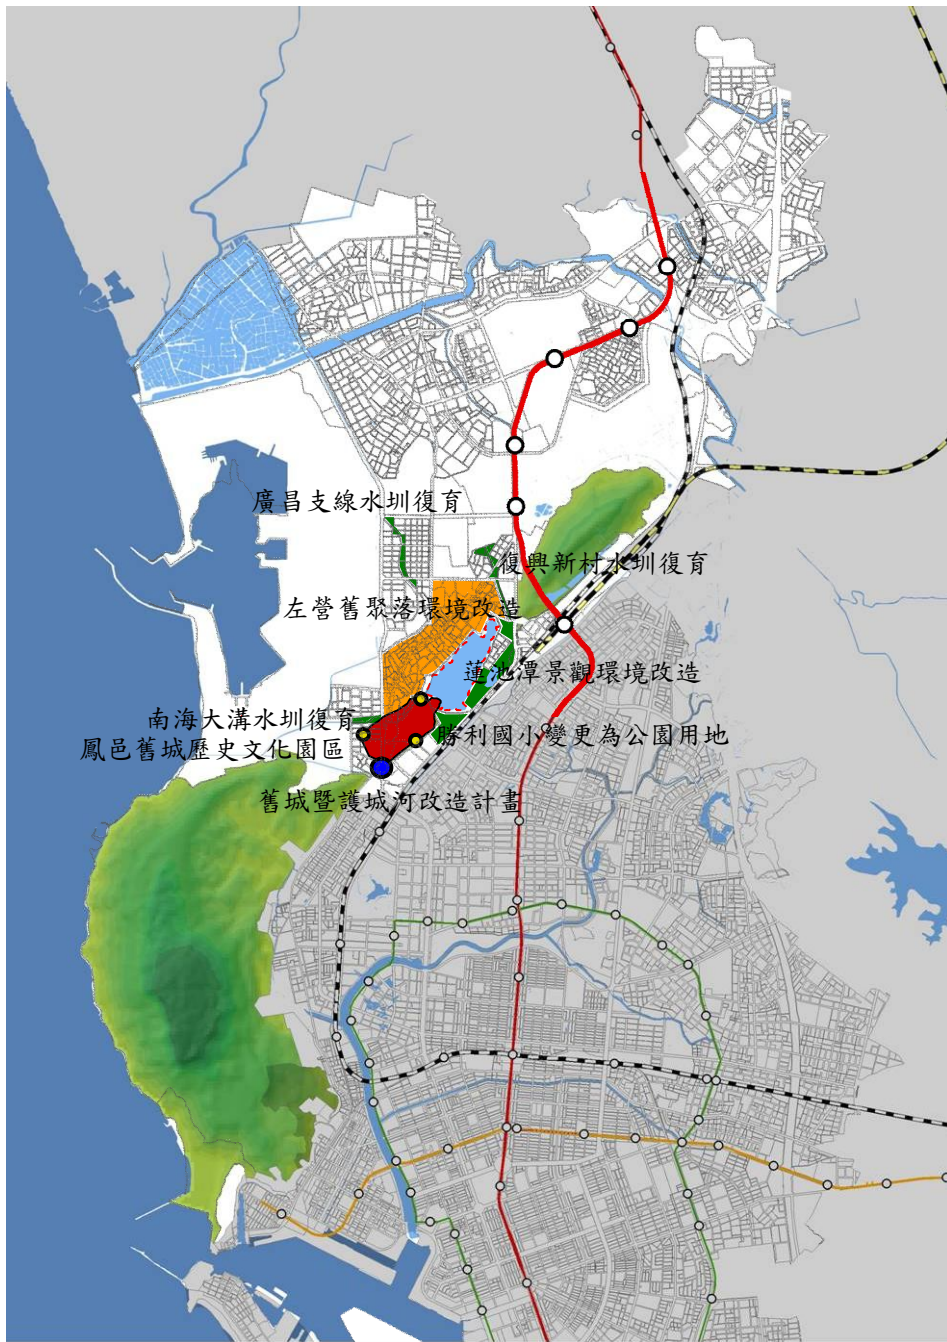 廣昌支線水圳復育
復興新村水圳復育
左營舊聚落環境改造
蓮池潭景觀環境改造
南海大溝水圳復育
勝利國小變更為公園用地
鳳邑舊城歷史文化園區
舊城暨護城河改造計畫